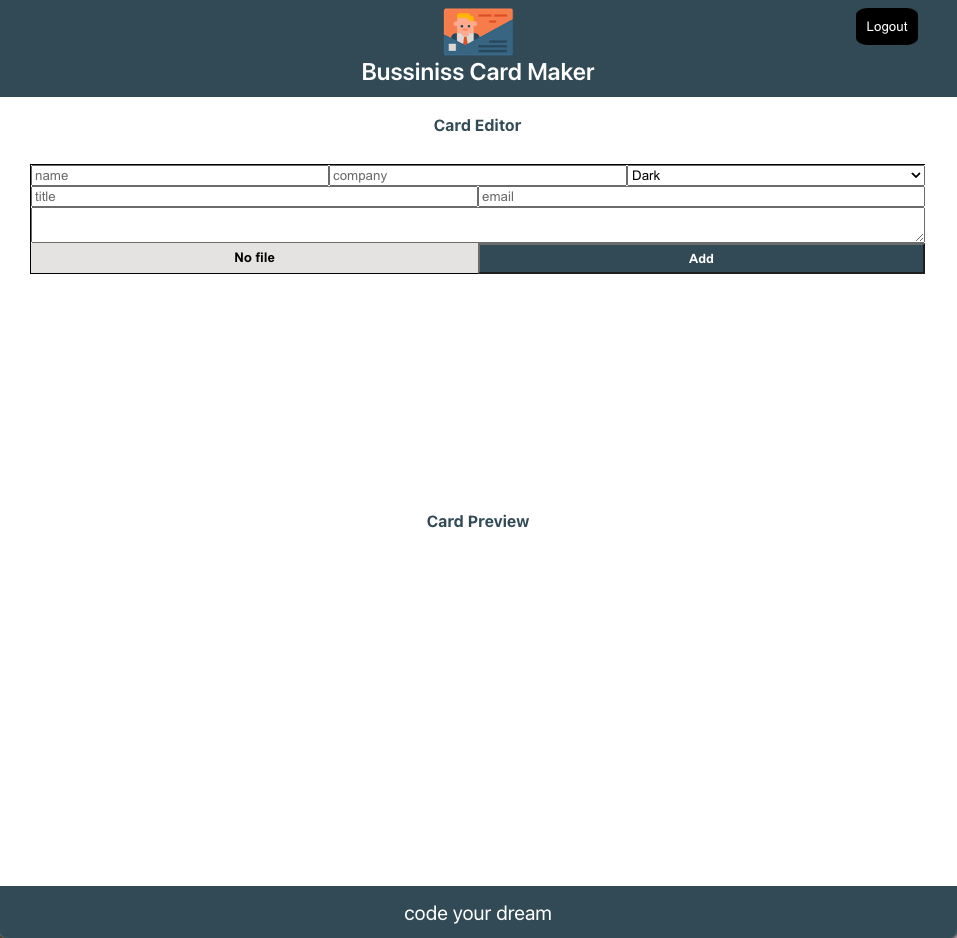 Logout
Bussiniss Card Maker
Card Editor
name company Dark
title email
No file Add
Card Preview
code your dream